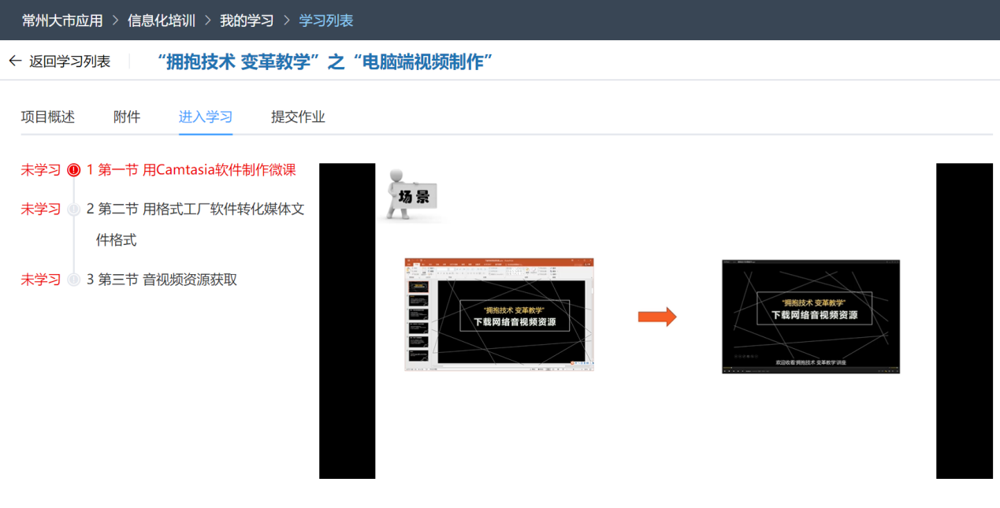 常州大市应用 > 信息化培训 > 我的学习 > 学习列表
← 返回学习列表
“拥抱技术 变革教学”之“电脑端视频制作”
项目概述 附件 进入学习 提交作业
未学习 1 第一节 用Camtasia软件制作微课
未学习 2 第二节 用格式工厂软件转化媒体文
件格式
未学习 3 第三节 音视频资源获取
场景
“拥抱技术 变革教学”
下载网络音视频资源
“拥抱技术 变革教学”
下载网络音视频资源
欢迎收看“拥抱技术 变革教学”讲座